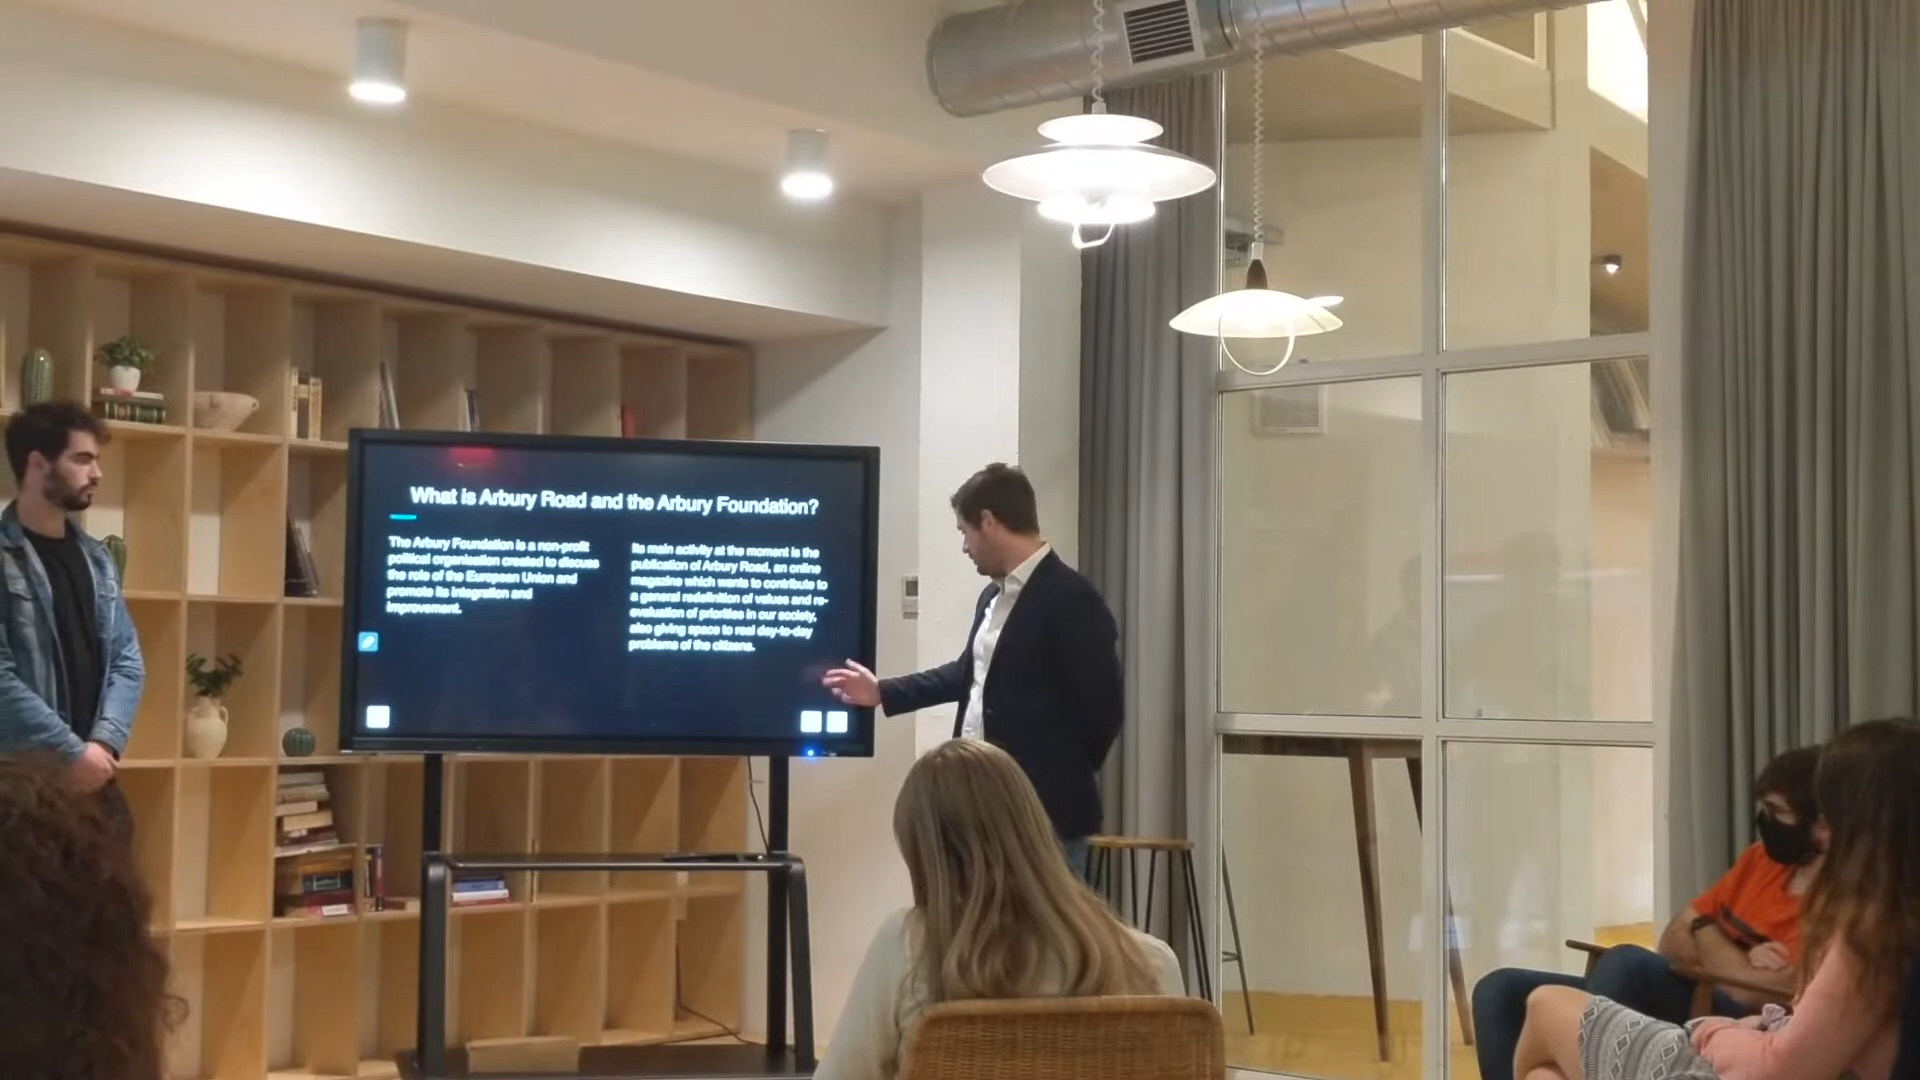 What is Arbury Road and the Arbury Foundation?
The Arbury Foundation is a non-profit
political organisation created to discuss
the role of the European Union and
promote its integration and
improvement.
Its main activity at the moment is the
publication of Arbury Road, an online
magazine which wants to contribute to
a general redefinition of values and re-
evaluation of priorities in our society,
also giving space to real day-to-day
problems of the citizens.